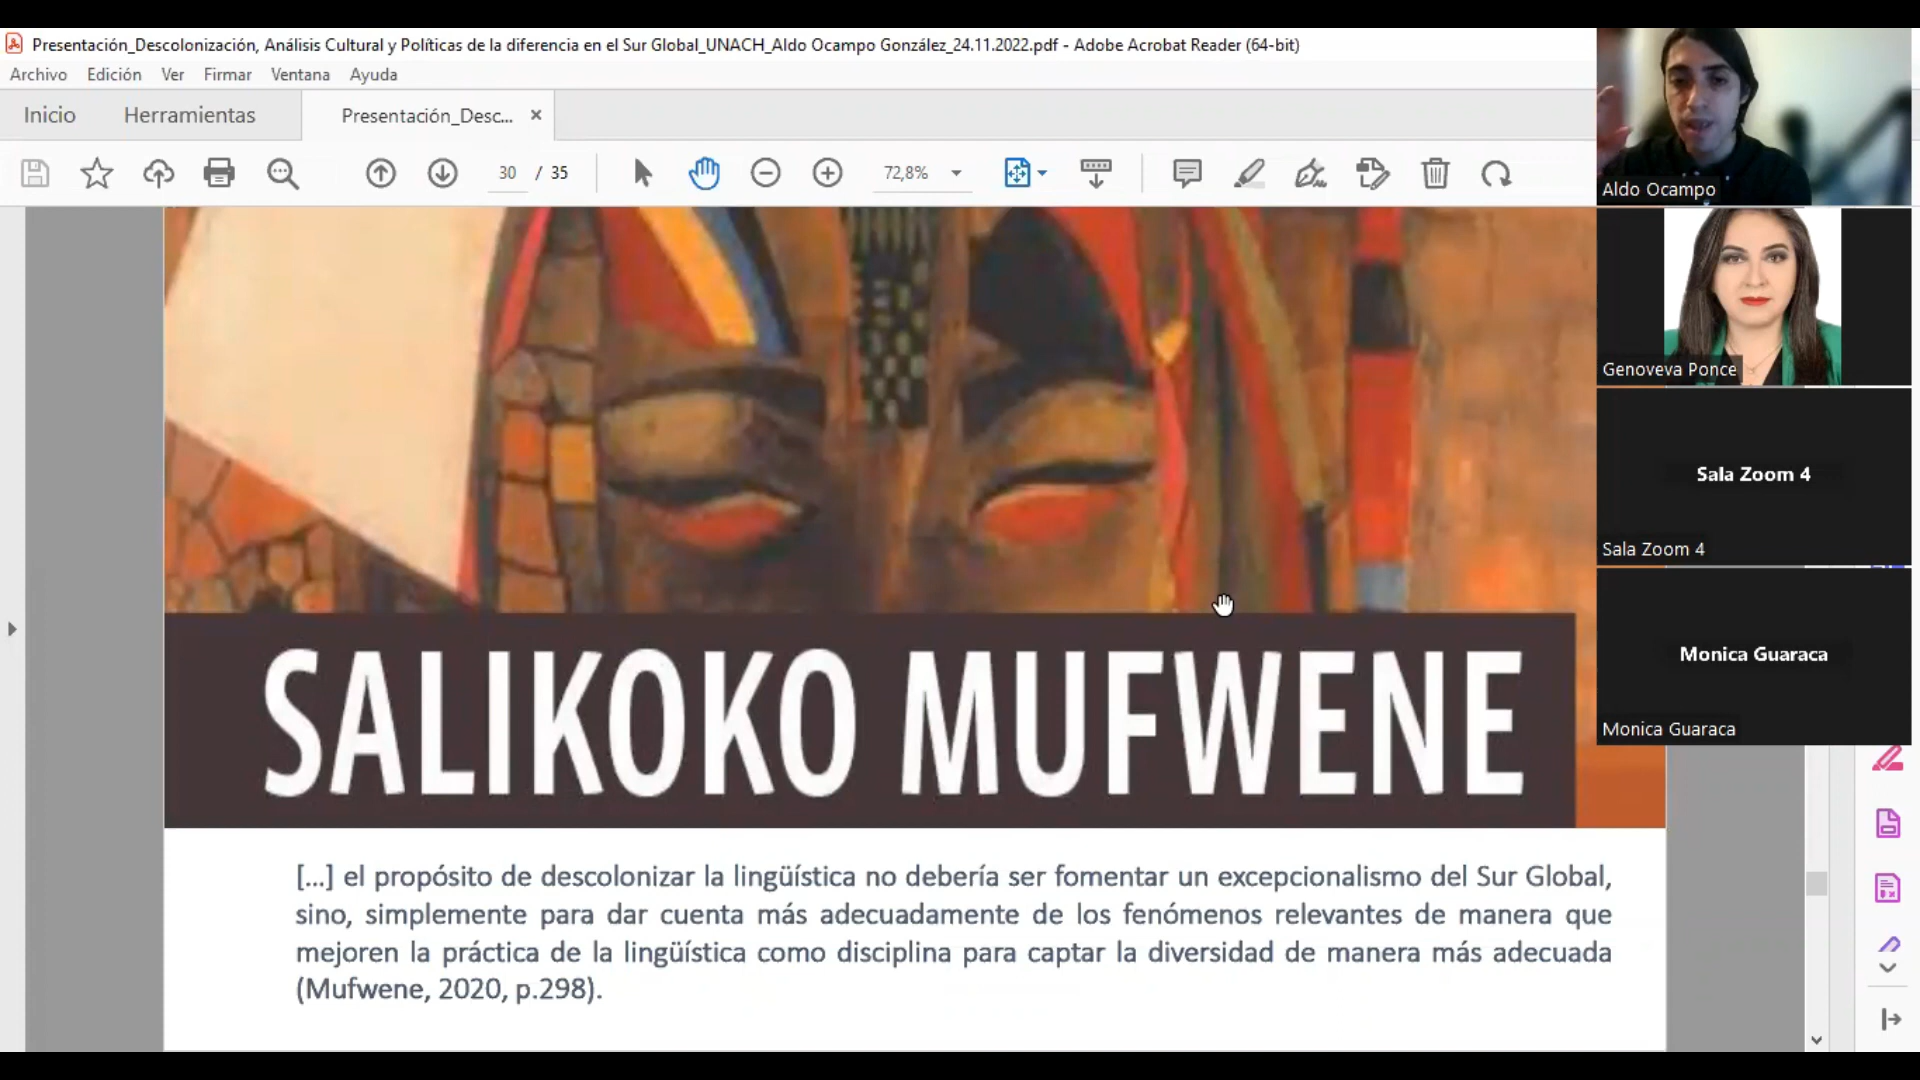 Presentación_Descolonización, Análisis Cultural y Políticas de la diferencia en el Sur Global_UNACH_Aldo Ocampo González_24.11.2022.pdf - Adobe Acrobat Reader (64-bit)
Archivo Edición Ver Firmar Ventana Ayuda
Inicio Herramientas Presentación_Desc... ×
30 / 35 72,8%
Aldo Ocampo
Genoveva Ponce
Sala Zoom 4
Sala Zoom 4
Monica Guaraca
Monica Guaraca
SALIKOKO MUFWENE
[...] el propósito de descolonizar la lingüística no debería ser fomentar un excepcionalismo del Sur Global,
sino, simplemente para dar cuenta más adecuadamente de los fenómenos relevantes de manera que
mejoren la práctica de la lingüística como disciplina para captar la diversidad de manera más adecuada
(Mufwene, 2020, p.298).